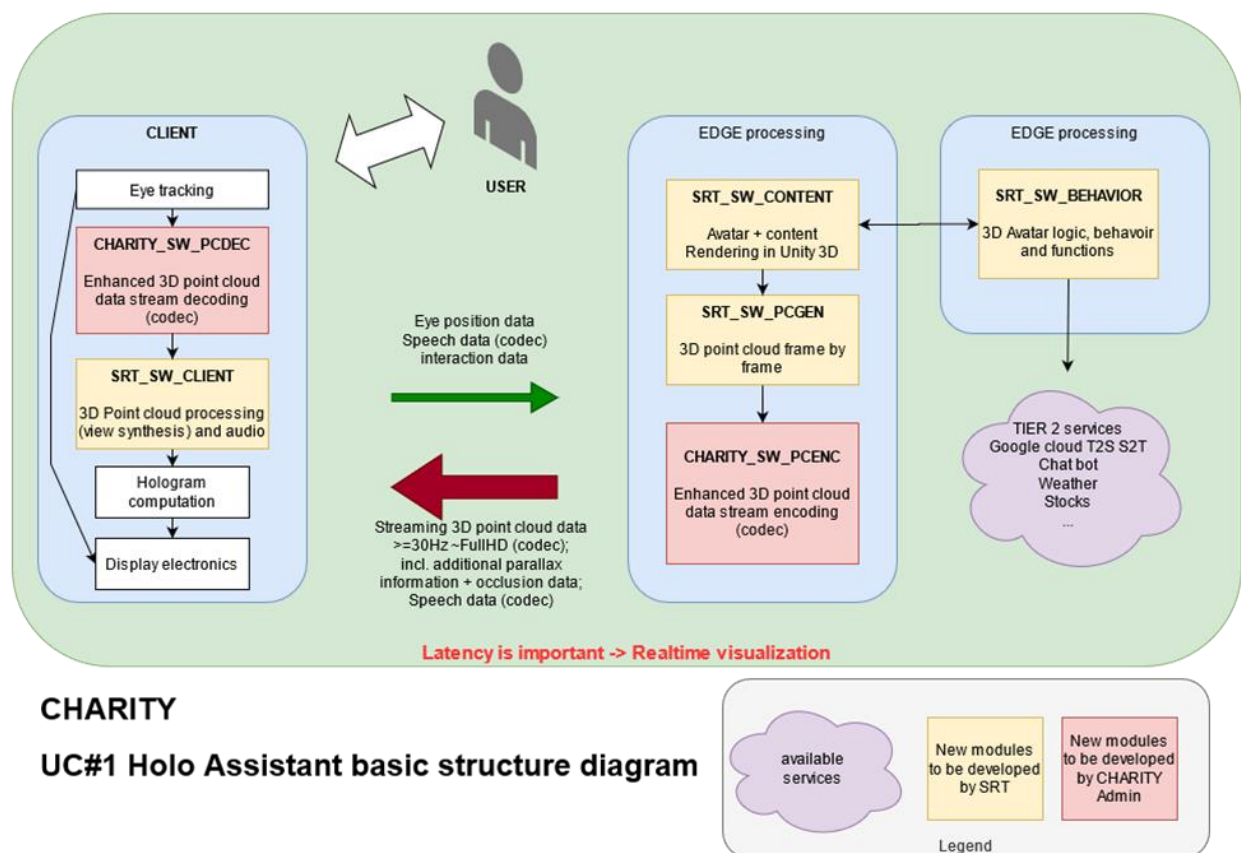 CLIENT
Eye tracking
CHARITY_SW_PCDEC
Enhanced 3D point cloud
data stream decoding
(codec)
SRT_SW_CLIENT
3D Point cloud processing
(view synthesis) and audio
Hologram
computation
Display electronics
USER
Eye position data
Speech data (codec)
interaction data
Streaming 3D point cloud data
>=30Hz ~FullHD (codec);
incl. additional parallax
information + occlusion data;
Speech data (codec)
EDGE processing
SRT_SW_CONTENT
Avatar + content
Rendering in Unity 3D
SRT_SW_PCGEN
3D point cloud frame by
frame
CHARITY_SW_PCENC
Enhanced 3D point cloud
data stream encoding
(codec)
EDGE processing
SRT_SW_BEHAVIOR
3D Avatar logic, behavoir
and functions
TIER 2 services
Google cloud T2S S2T
Chat bot
Weather
Stocks
...
Latency is important -> Realtime visualization
CHARITY
UC#1 Holo Assistant basic structure diagram
available
services
New modules
to be developed
by SRT
New modules
to be developed
by CHARITY
Admin
Legend